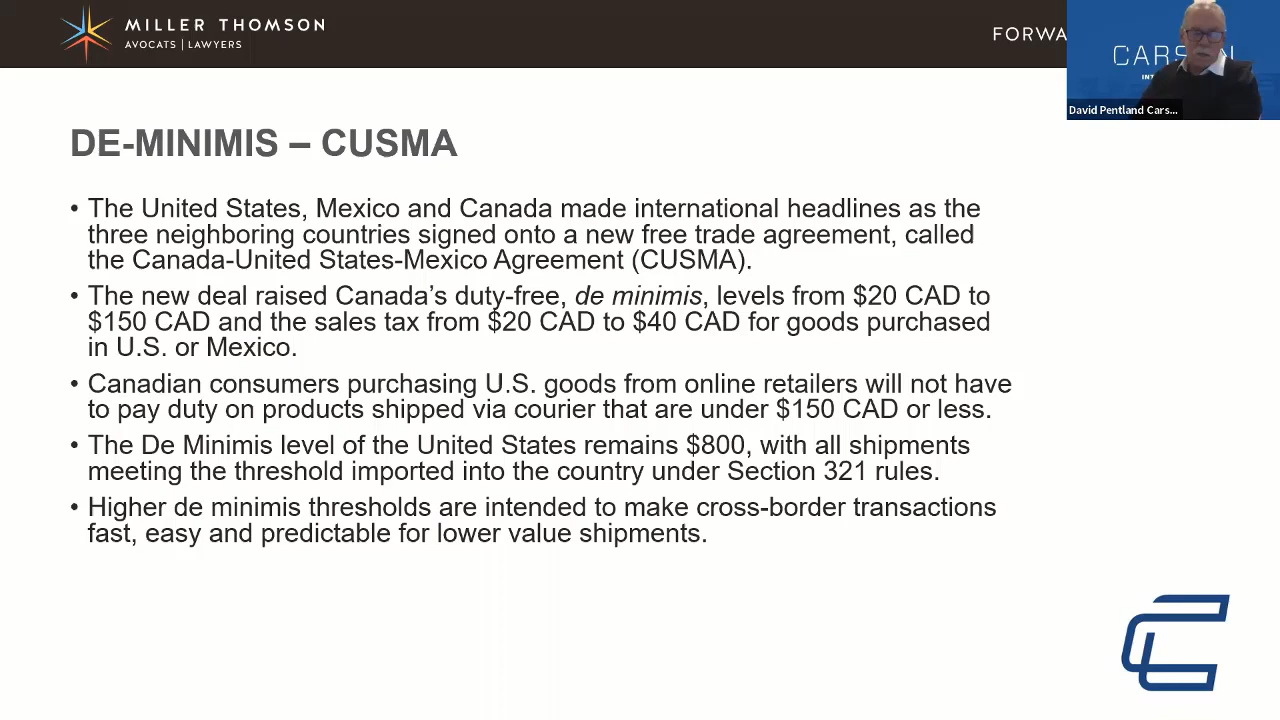 MILLER THOMSON
AVOCATS | LAWYERS
FORWA
CARS N
INT
David Pentland Cars...
DE-MINIMIS – CUSMA
• The United States, Mexico and Canada made international headlines as the
three neighboring countries signed onto a new free trade agreement, called
the Canada-United States-Mexico Agreement (CUSMA).
• The new deal raised Canada’s duty-free, de minimis, levels from $20 CAD to
$150 CAD and the sales tax from $20 CAD to $40 CAD for goods purchased
in U.S. or Mexico.
• Canadian consumers purchasing U.S. goods from online retailers will not have
to pay duty on products shipped via courier that are under $150 CAD or less.
• The De Minimis level of the United States remains $800, with all shipments
meeting the threshold imported into the country under Section 321 rules.
• Higher de minimis thresholds are intended to make cross-border transactions
fast, easy and predictable for lower value shipments.